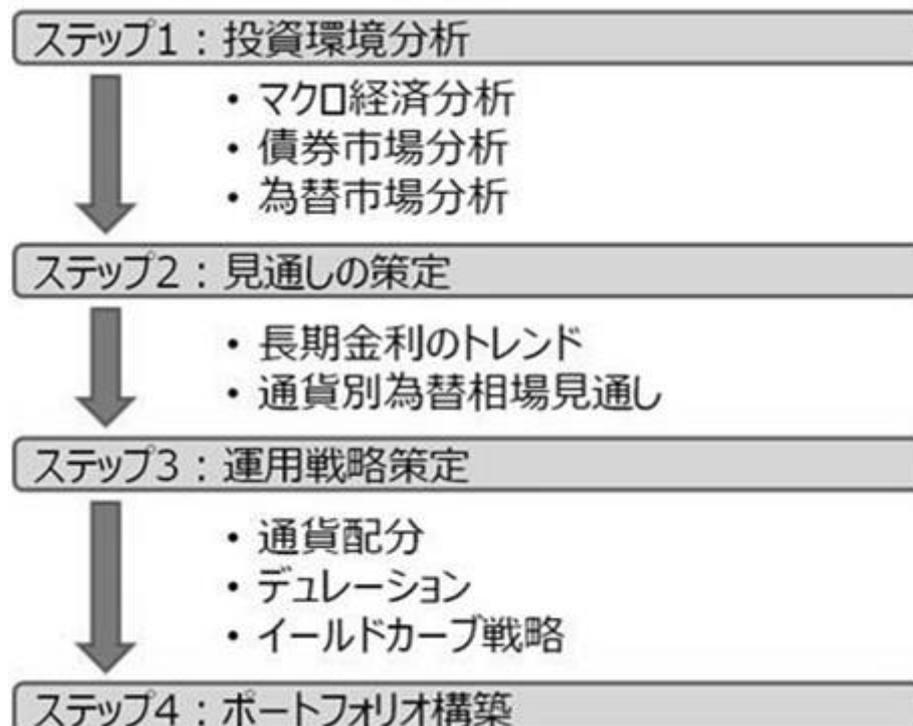 ステップ1：投資環境分析
・マクロ経済分析
・債券市場分析
・為替市場分析
ステップ2：見通しの策定
・長期金利のトレンド
・通貨別為替相場見通し
ステップ3：運用戦略策定
・通貨配分
・デュレーション
・イールドカーブ戦略
ステップ4：ポートフォリオ構築